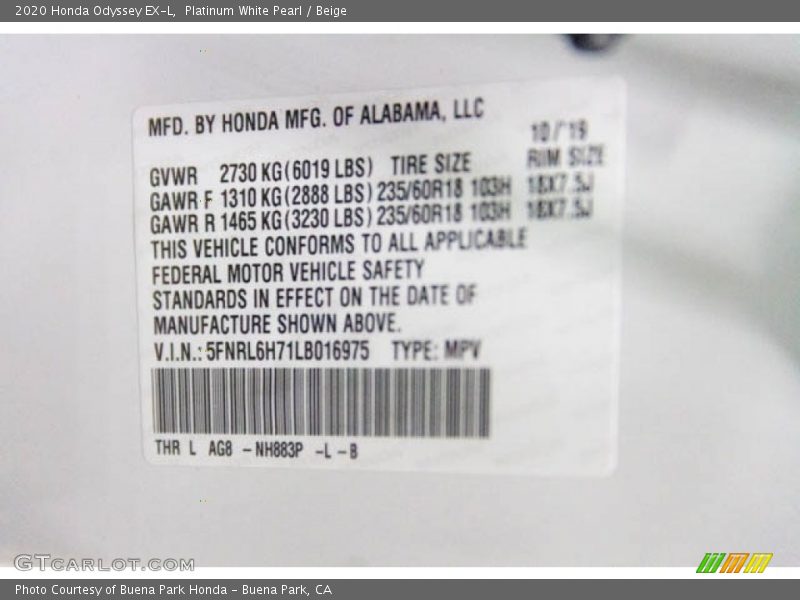 2020 Honda Odyssey EX-L, Platinum White Pearl / Beige
MFD. BY HONDA MFG. OF ALABAMA, LLC
10/19
GVWR 2730 KG(6019 LBS) TIRE SIZE RIM SIZE
GAWR F 1310 KG(2888 LBS) 235/60R18 103H 18X7.5J
GAWR R 1465 KG(3230 LBS) 235/60R18 103H 18X7.5J
THIS VEHICLE CONFORMS TO ALL APPLICABLE
FEDERAL MOTOR VEHICLE SAFETY
STANDARDS IN EFFECT ON THE DATE OF
MANUFACTURE SHOWN ABOVE.
V.I.N.: 5FNRL6H71LB016975 TYPE: MPV
THR L AG8 -NH883P -L -B
GTCARLOT.COM
Photo Courtesy of Buena Park Honda - Buena Park, CA